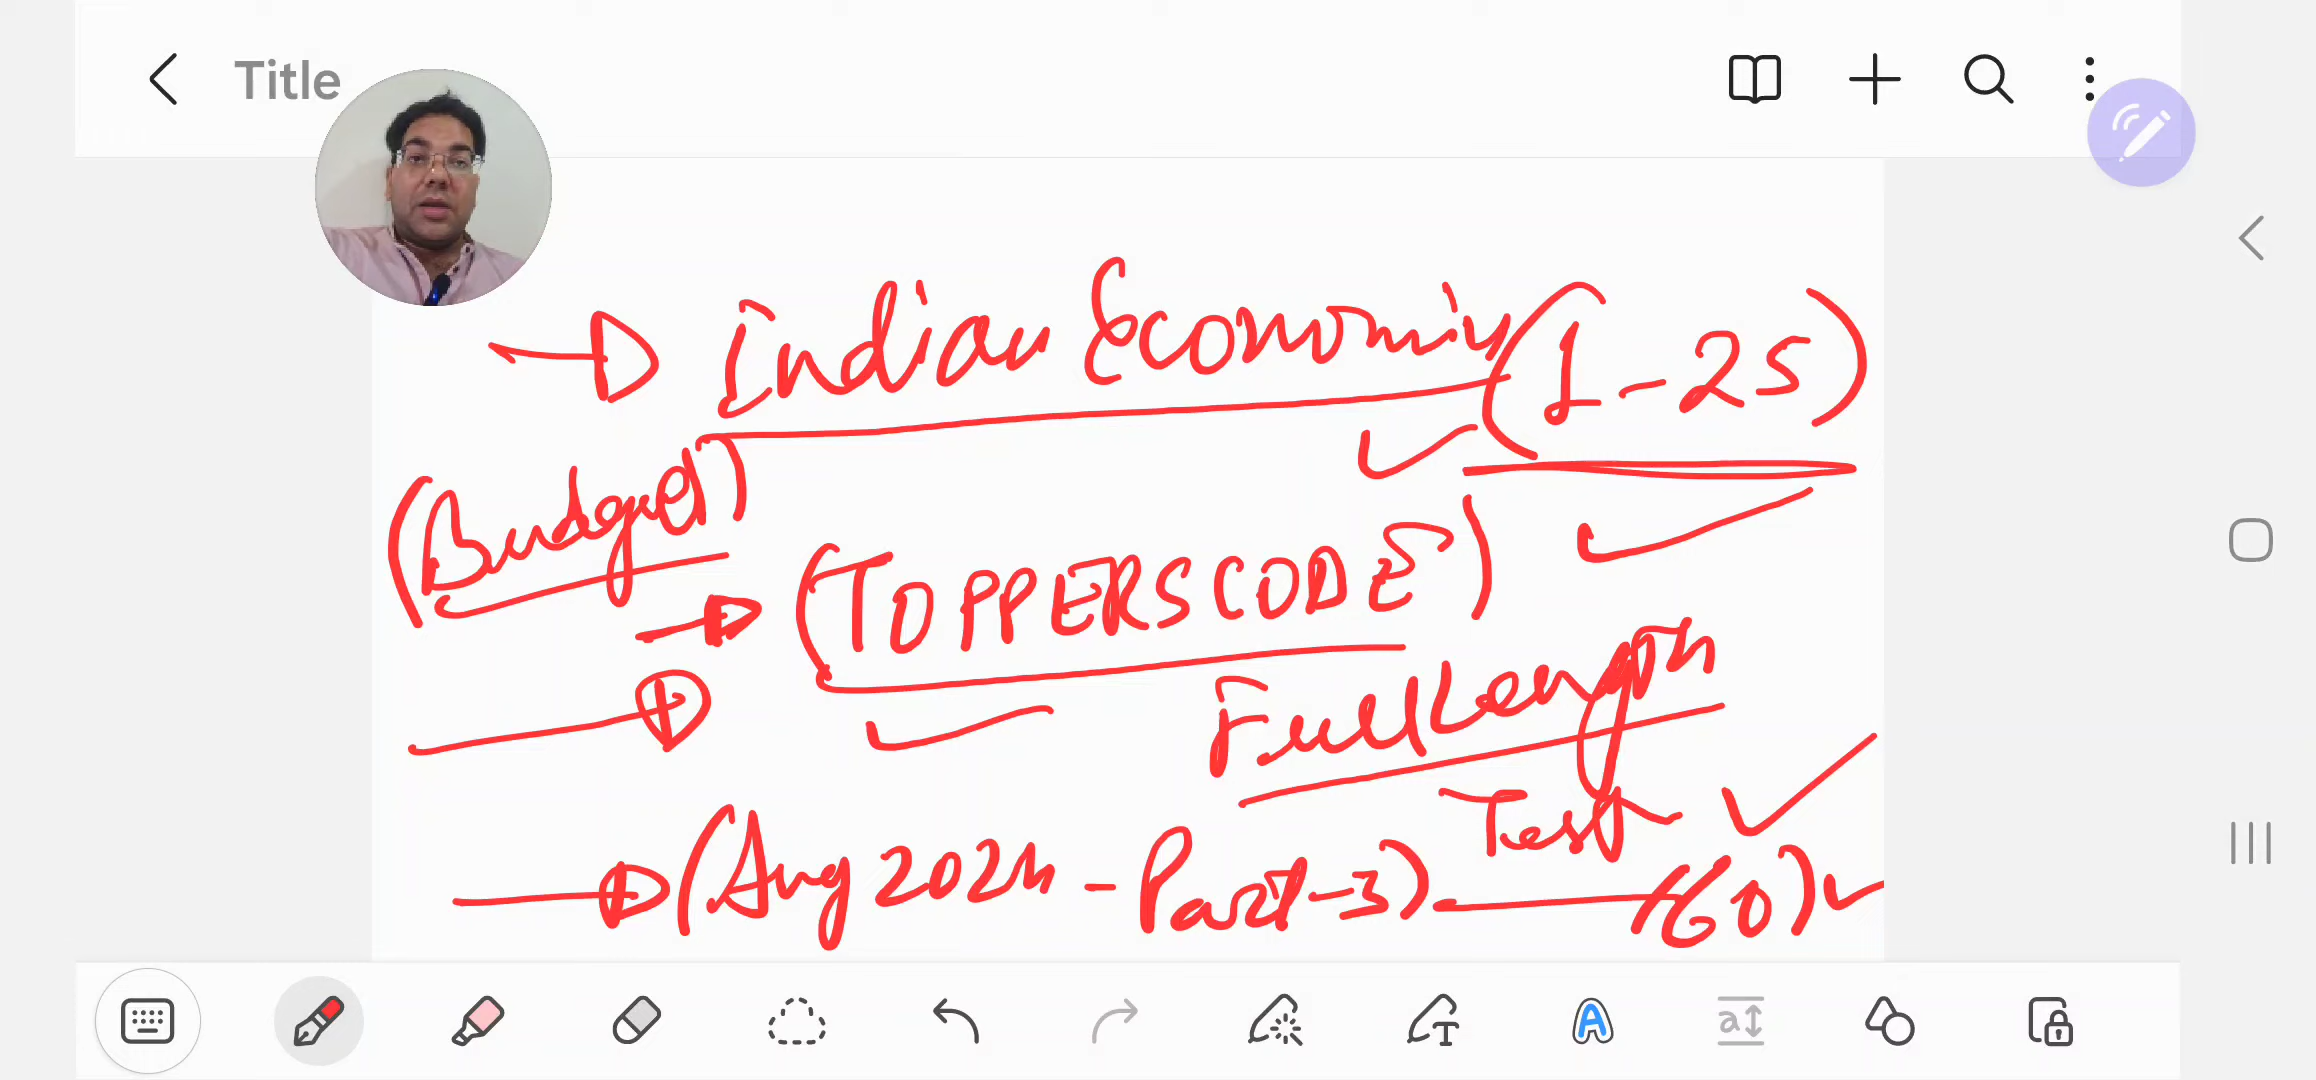 Title
Indian Economy (1-25)
(Budget)
(TOPPERSCODE)
Full Length
Test
(Aug 2024 - Part-3) (60)
T A a